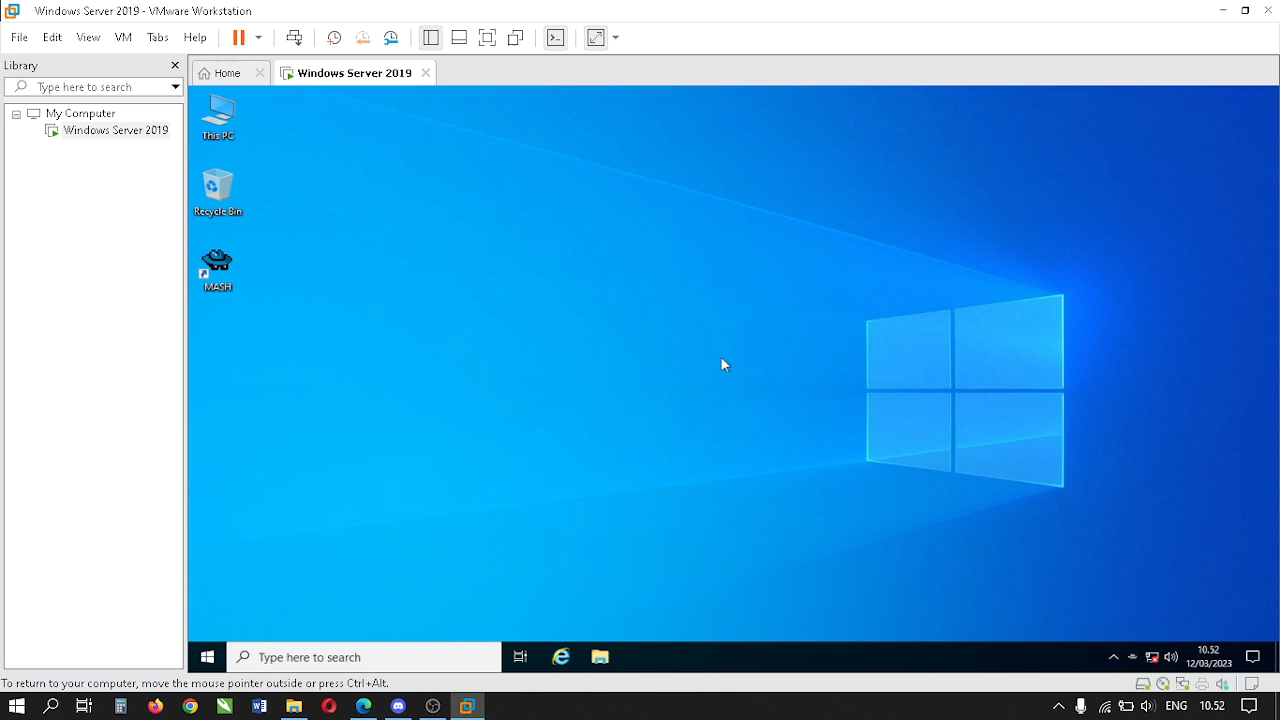 Windows Server 2019 - VMware Workstation
File Edit View VM Tabs Help
Library
Home
Windows Server 2019
Type here to search
My Computer
Windows Server 2019
This PC
Recycle Bin
MASH
Type here to search
10.52
12/03/2023
To return to your computer, move the mouse pointer outside or press Ctrl+Alt.
ENG
10.52